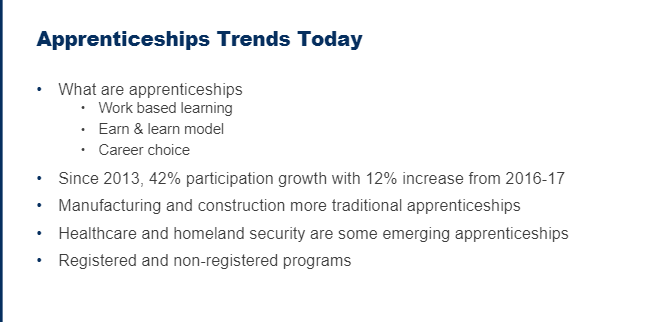 Apprenticeships Trends Today
• What are apprenticeships
• Work based learning
• Earn & learn model
• Career choice
• Since 2013, 42% participation growth with 12% increase from 2016-17
• Manufacturing and construction more traditional apprenticeships
• Healthcare and homeland security are some emerging apprenticeships
• Registered and non-registered programs